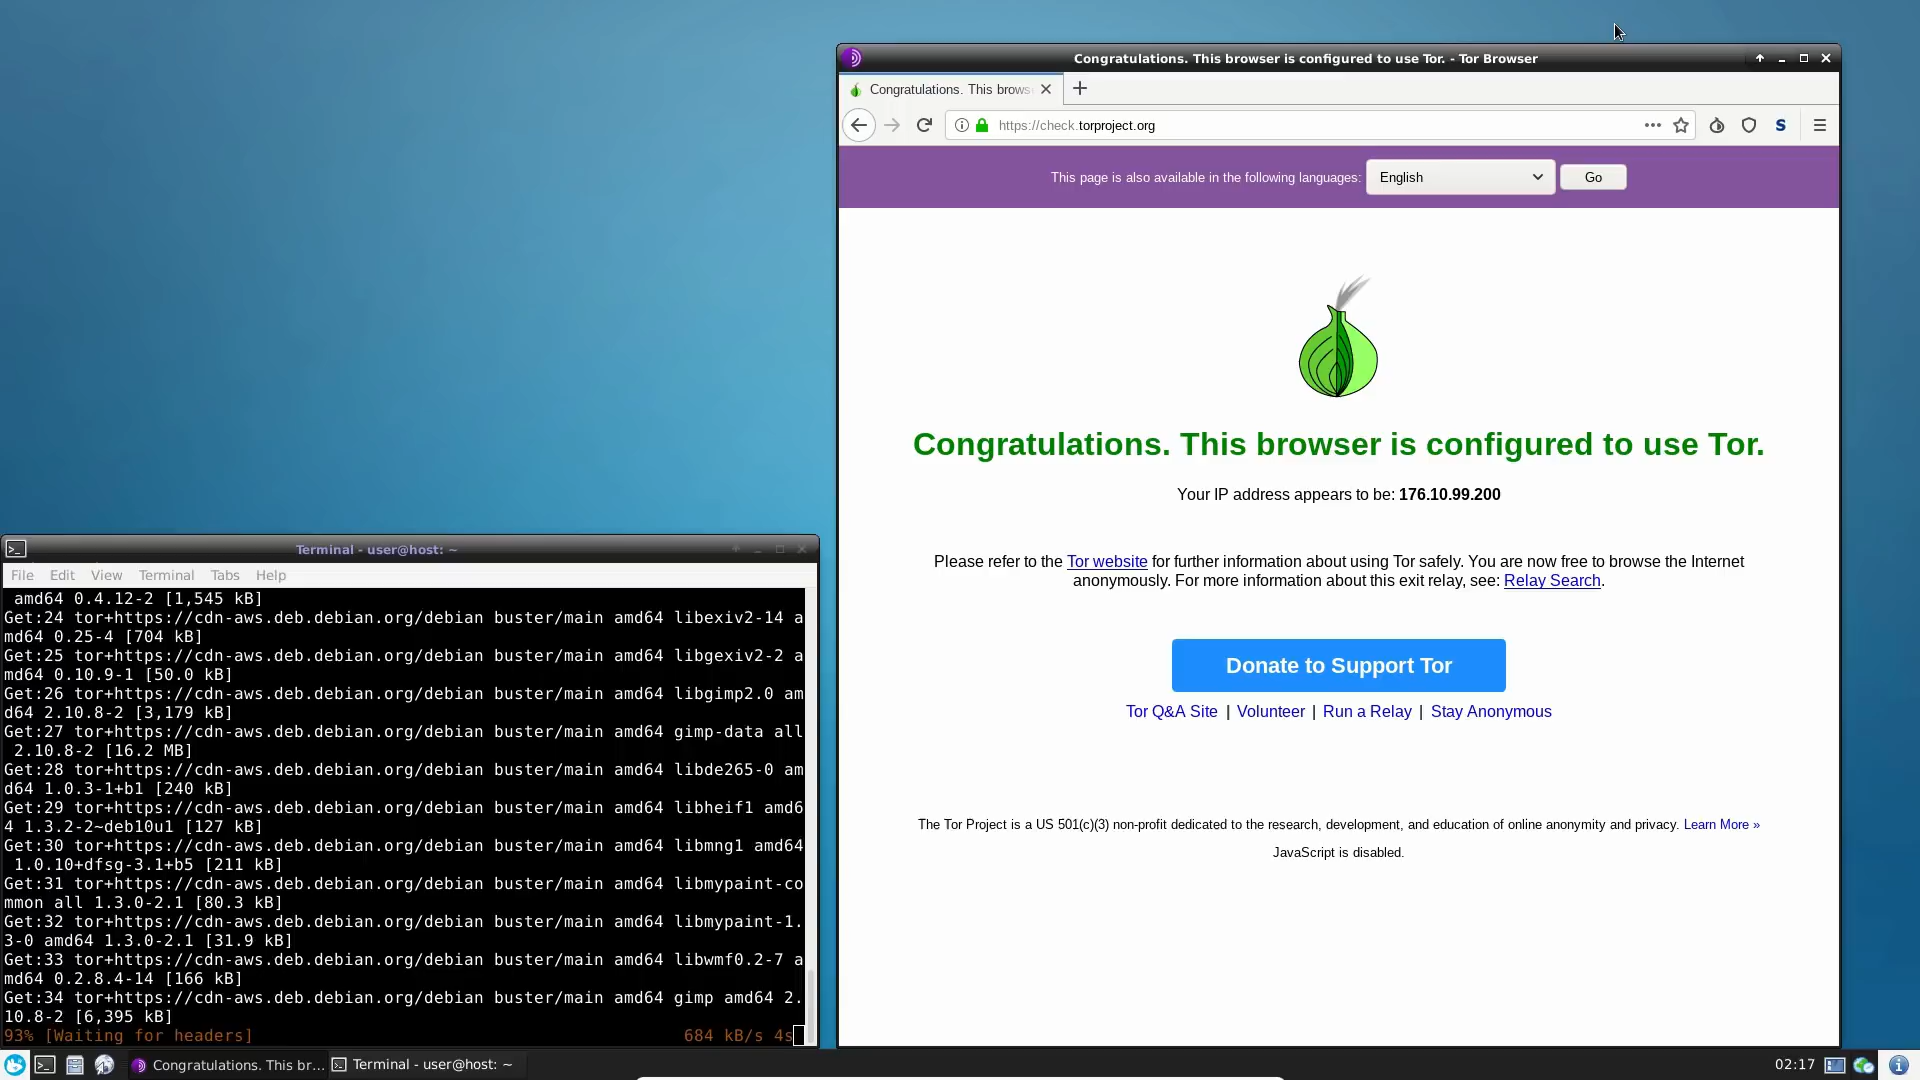 Congratulations. This browser is configured to use Tor. - Tor Browser
Congratulations. This brows
https://check.torproject.org
S
This page is also available in the following languages: English Go
Congratulations. This browser is configured to use Tor.
Your IP address appears to be: 176.10.99.200
Please refer to the Tor website for further information about using Tor safely. You are now free to browse the Internet
anonymously. For more information about this exit relay, see: Relay Search.
Donate to Support Tor
Tor Q&A Site | Volunteer | Run a Relay | Stay Anonymous
The Tor Project is a US 501(c)(3) non-profit dedicated to the research, development, and education of online anonymity and privacy. Learn More »
JavaScript is disabled.
Terminal - user@host: ~
File Edit View Terminal Tabs Help
amd64 0.4.12-2 [1,545 kB]
Get:24 tor+https://cdn-aws.deb.debian.org/debian buster/main amd64 libexiv2-14 a
md64 0.25-4 [704 kB]
Get:25 tor+https://cdn-aws.deb.debian.org/debian buster/main amd64 libgexiv2-2 a
md64 0.10.9-1 [50.0 kB]
Get:26 tor+https://cdn-aws.deb.debian.org/debian buster/main amd64 libgimp2.0 am
d64 2.10.8-2 [3,179 kB]
Get:27 tor+https://cdn-aws.deb.debian.org/debian buster/main amd64 gimp-data all
2.10.8-2 [16.2 MB]
Get:28 tor+https://cdn-aws.deb.debian.org/debian buster/main amd64 libde265-0 am
d64 1.0.3-1+b1 [240 kB]
Get:29 tor+https://cdn-aws.deb.debian.org/debian buster/main amd64 libheif1 amd6
4 1.3.2-2~deb10u1 [127 kB]
Get:30 tor+https://cdn-aws.deb.debian.org/debian buster/main amd64 libmng1 amd64
1.0.10+dfsg-3.1+b5 [211 kB]
Get:31 tor+https://cdn-aws.deb.debian.org/debian buster/main amd64 libmypaint-co
mmon all 1.3.0-2.1 [80.3 kB]
Get:32 tor+https://cdn-aws.deb.debian.org/debian buster/main amd64 libmypaint-1.
3-0 amd64 1.3.0-2.1 [31.9 kB]
Get:33 tor+https://cdn-aws.deb.debian.org/debian buster/main amd64 libwmf0.2-7 a
md64 0.2.8.4-14 [166 kB]
Get:34 tor+https://cdn-aws.deb.debian.org/debian buster/main amd64 gimp amd64 2.
10.8-2 [6,395 kB]
93% [Waiting for headers] 684 kB/s 4s
Congratulations. This br... Terminal - user@host: ~ 02:17